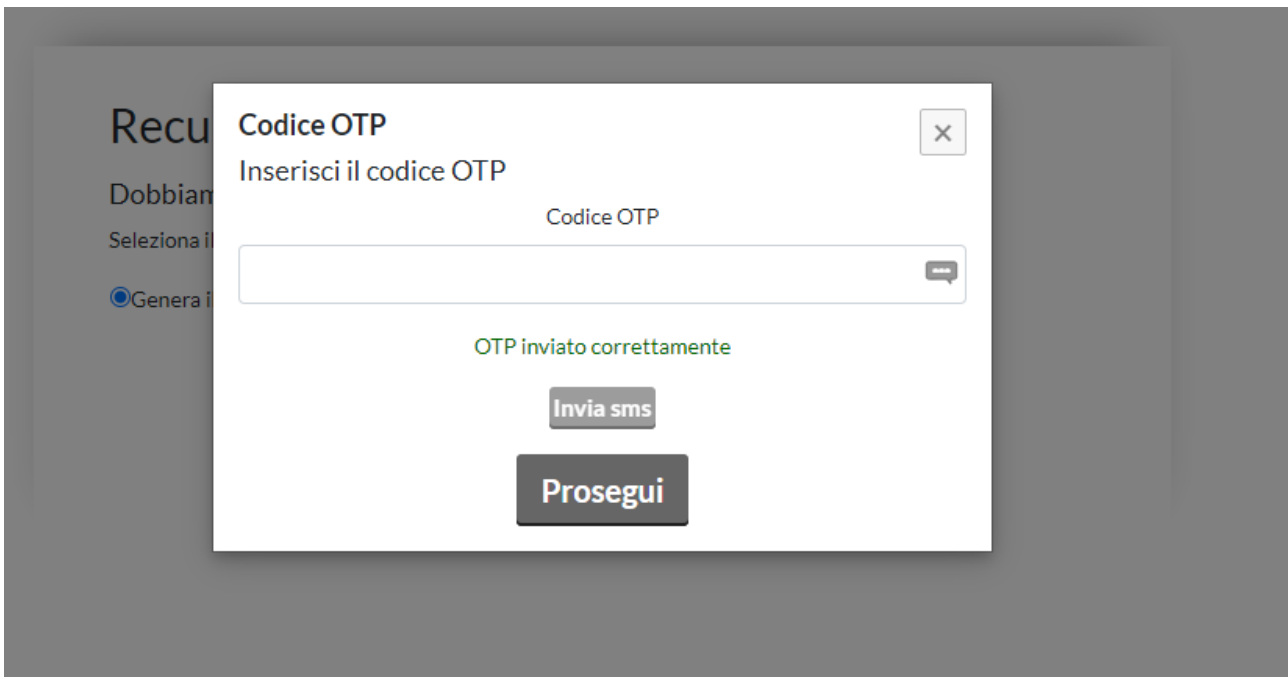 Recu
Codice OTP
Inserisci il codice OTP
Dobbiam
Codice OTP
Seleziona il
Genera il
OTP inviato correttamente
Invia sms
Prosegui